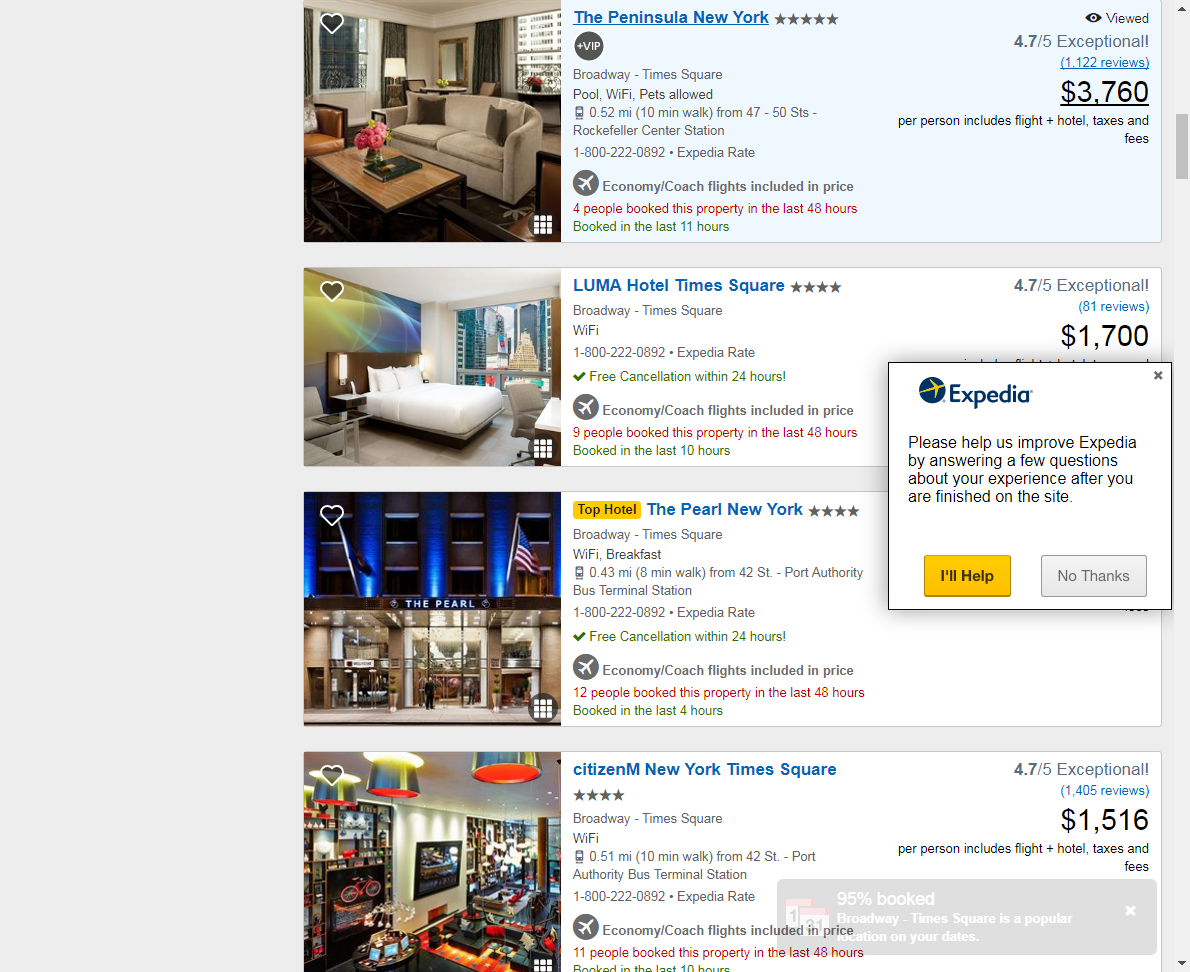 The Peninsula New York
Viewed
+VIP
4.7/5 Exceptional!
(1,122 reviews)
$3,760
per person includes flight + hotel, taxes and
fees
Broadway - Times Square
Pool, WiFi, Pets allowed
0.52 mi (10 min walk) from 47 - 50 Sts -
Rockefeller Center Station
1-800-222-0892 • Expedia Rate
Economy/Coach flights included in price
4 people booked this property in the last 48 hours
Booked in the last 11 hours
LUMA Hotel Times Square
4.7/5 Exceptional!
(81 reviews)
$1,700
Broadway - Times Square
WiFi
1-800-222-0892 • Expedia Rate
Free Cancellation within 24 hours!
Economy/Coach flights included in price
9 people booked this property in the last 48 hours
Booked in the last 10 hours
Expedia
Please help us improve Expedia
by answering a few questions
about your experience after you
are finished on the site.
I'll Help
No Thanks
THE PEARL
Top Hotel The Pearl New York
Broadway - Times Square
WiFi, Breakfast
0.43 mi (8 min walk) from 42 St. - Port Authority
Bus Terminal Station
1-800-222-0892 • Expedia Rate
Free Cancellation within 24 hours!
Economy/Coach flights included in price
12 people booked this property in the last 48 hours
Booked in the last 4 hours
citizenM New York Times Square
4.7/5 Exceptional!
(1,405 reviews)
$1,516
per person includes flight + hotel, taxes and
fees
Broadway - Times Square
WiFi
0.51 mi (10 min walk) from 42 St. - Port
Authority Bus Terminal Station
1-800-222-0892 • Expedia Rate
Economy/Coach flights included in price
11 people booked this property in the last 48 hours
Booked in the last 10 hours
1 31
95% booked
Broadway - Times Square is a popular
location on your dates.